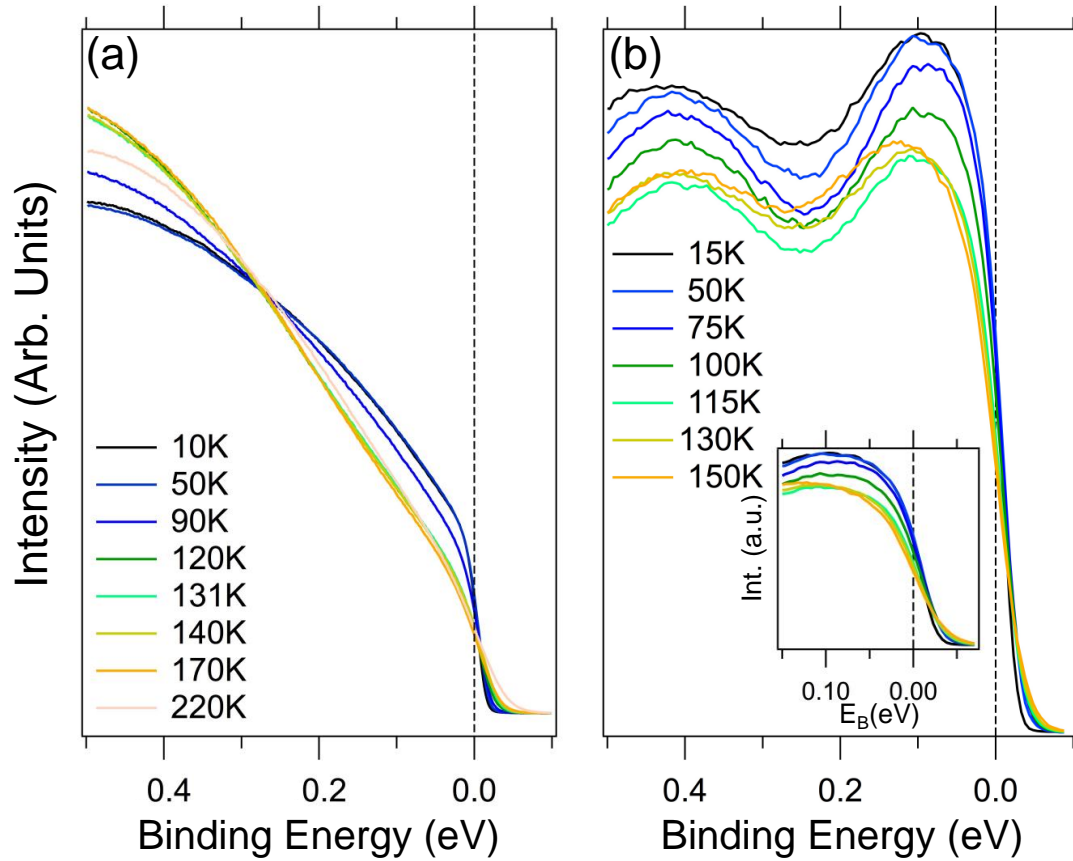 (a)
Intensity (Arb. Units)
10K
50K
90K
120K
131K
140K
170K
220K
0.4
0.2
0.0
Binding Energy (eV)
(b)
15K
50K
75K
100K
115K
130K
150K
Int. (a.u.)
0.10
0.00
E_B(eV)
0.4
0.2
0.0
Binding Energy (eV)